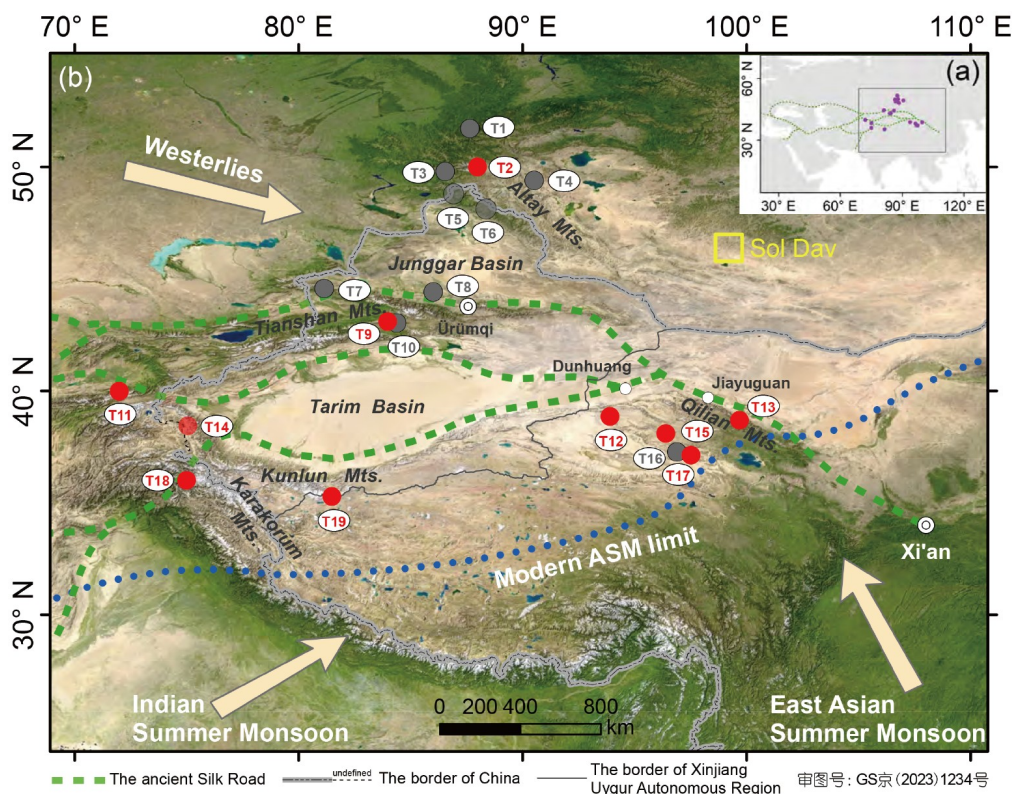 70° E
80° E
90° E
100° E
110° E
(b)
(a)
60° N
30° N
30° E
60° E
90° E
120° E
Westerlies
50° N
40° N
30° N
T1
T2
T3
T4
T5
T6
Altay Mts.
Sol Dav
Junggar Basin
T7
T8
Tianshan Mts.
Ürümqi
T9
T10
Dunhuang
Jiayuguan
T11
Tarim Basin
T12
T13
Qilian Mts.
T14
T15
T16
T17
T18
Kunlun Mts.
T19
Karakorum
Mts.
Modern ASM limit
Xi'an
Indian
Summer Monsoon
East Asian
Summer Monsoon
0 200 400 800
km
The ancient Silk Road
undefined
The border of China
The border of Xinjiang
Uygur Autonomous Region
审图号: GS京(2023)1234号